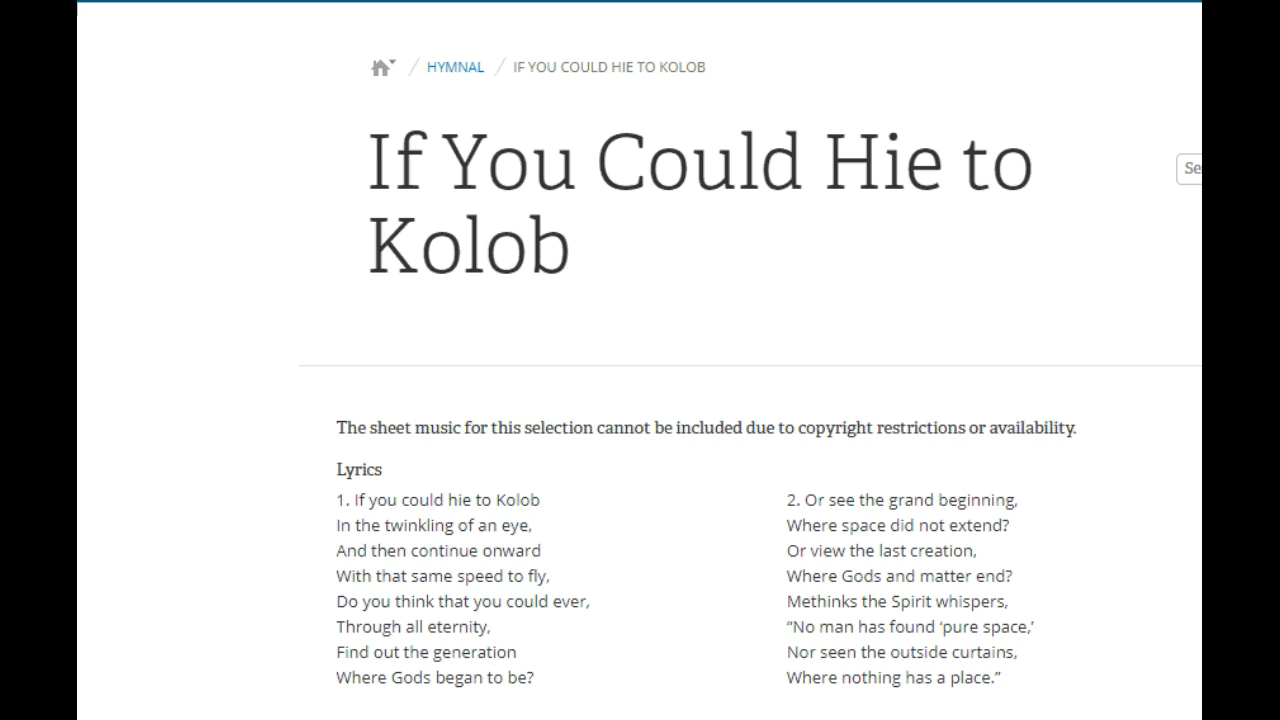 / HYMNAL / IF YOU COULD HIE TO KOLOB
If You Could Hie to
Kolob
Se
The sheet music for this selection cannot be included due to copyright restrictions or availability.
Lyrics
1. If you could hie to Kolob
In the twinkling of an eye,
And then continue onward
With that same speed to fly,
Do you think that you could ever,
Through all eternity,
Find out the generation
Where Gods began to be?
2. Or see the grand beginning,
Where space did not extend?
Or view the last creation,
Where Gods and matter end?
Methinks the Spirit whispers,
“No man has found ‘pure space,’
Nor seen the outside curtains,
Where nothing has a place.”